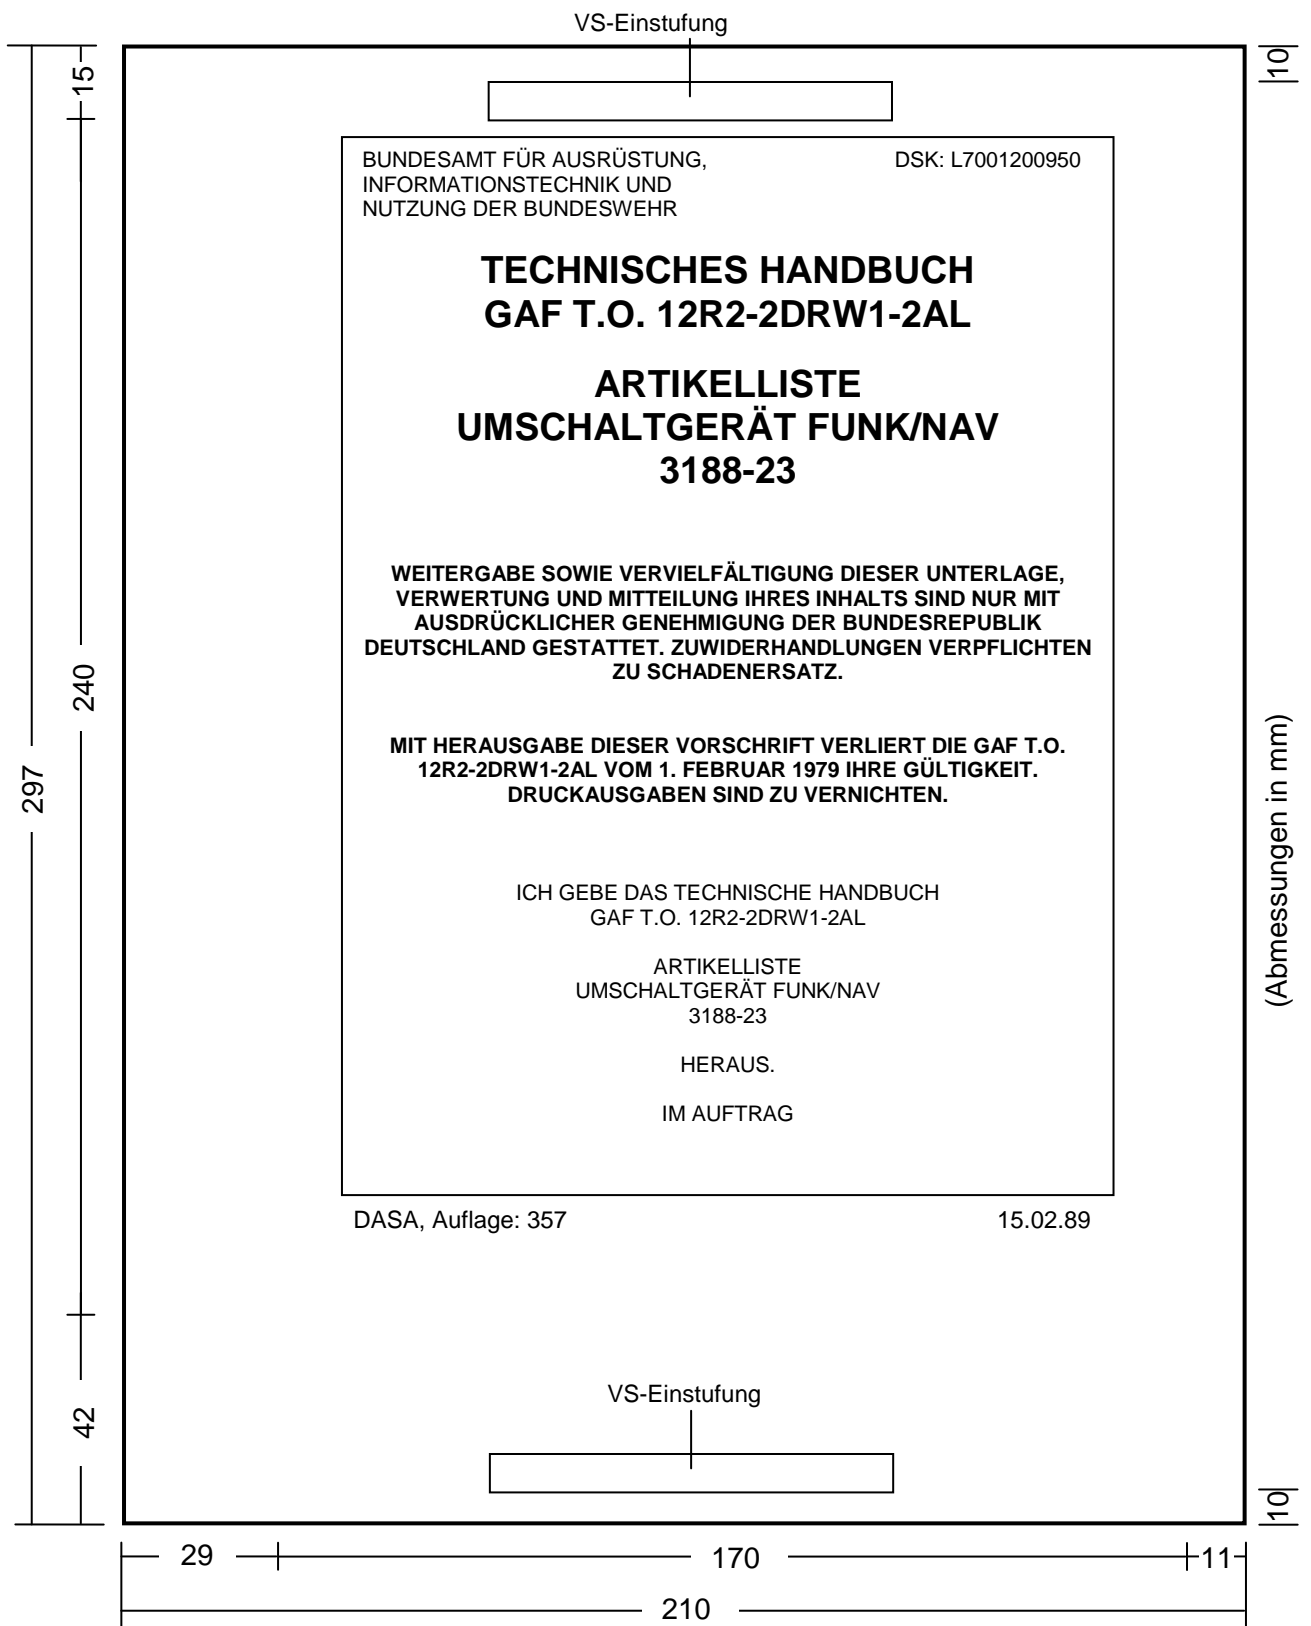 VS-Einstufung
10
15
BUNDESAMT FÜR AUSRÜSTUNG, DSK: L7001200950
INFORMATIONSTECHNIK UND
NUTZUNG DER BUNDESWEHR
TECHNISCHES HANDBUCH
GAF T.O. 12R2-2DRW1-2AL
ARTIKELLISTE
UMSCHALTGERÄT FUNK/NAV
3188-23
WEITERGABE SOWIE VERVIELFÄLTIGUNG DIESER UNTERLAGE,
VERWERTUNG UND MITTEILUNG IHRES INHALTS SIND NUR MIT
AUSDRÜCKLICHER GENEHMIGUNG DER BUNDESREPUBLIK
DEUTSCHLAND GESTATTET. ZUWIDERHANDLUNGEN VERPFLICHTEN
ZU SCHADENERSATZ.
240
MIT HERAUSGABE DIESER VORSCHRIFT VERLIERT DIE GAF T.O.
12R2-2DRW1-2AL VOM 1. FEBRUAR 1979 IHRE GÜLTIGKEIT.
DRUCKAUSGABEN SIND ZU VERNICHTEN.
297
(Abmessungen in mm)
ICH GEBE DAS TECHNISCHE HANDBUCH
GAF T.O. 12R2-2DRW1-2AL
ARTIKELLISTE
UMSCHALTGERÄT FUNK/NAV
3188-23
HERAUS.
IM AUFTRAG
DASA, Auflage: 357 15.02.89
VS-Einstufung
42
10
29 170 11
210